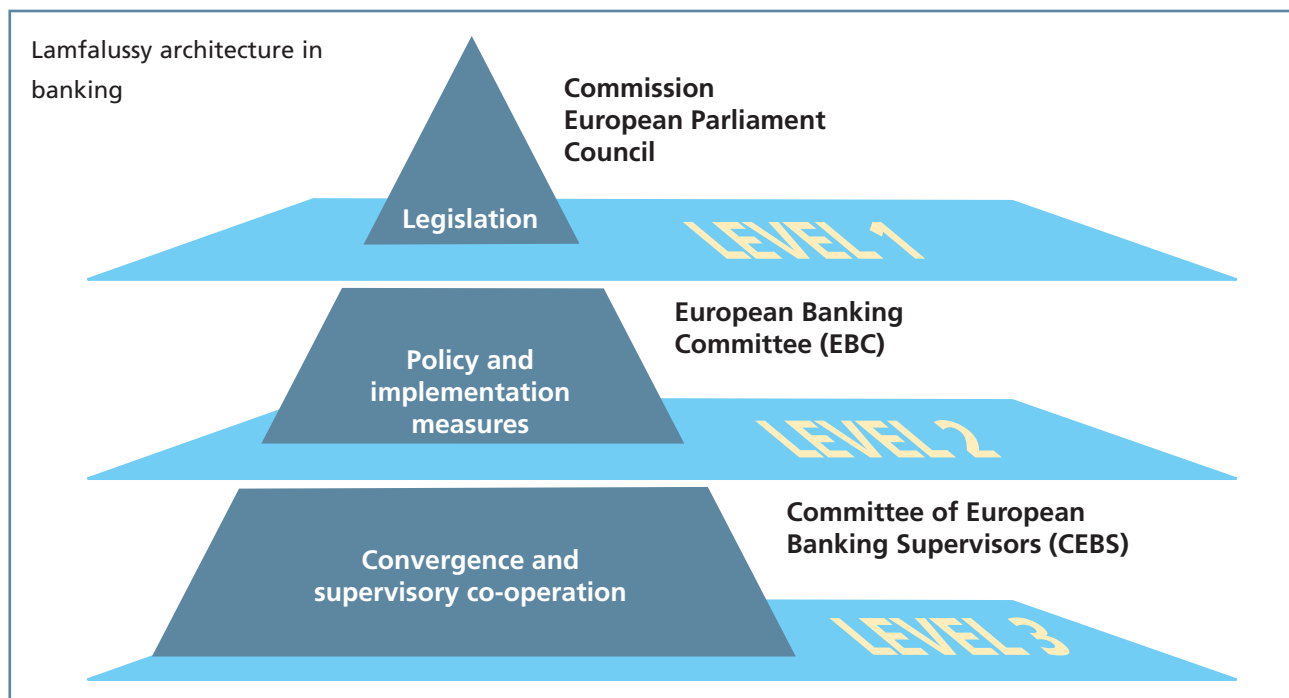 Lamfalussy architecture in
banking
Commission
European Parliament
Council
Legislation
LEVEL 1
European Banking
Committee (EBC)
Policy and
implementation
measures
LEVEL 2
Committee of European
Banking Supervisors (CEBS)
Convergence and
supervisory co-operation
LEVEL 3